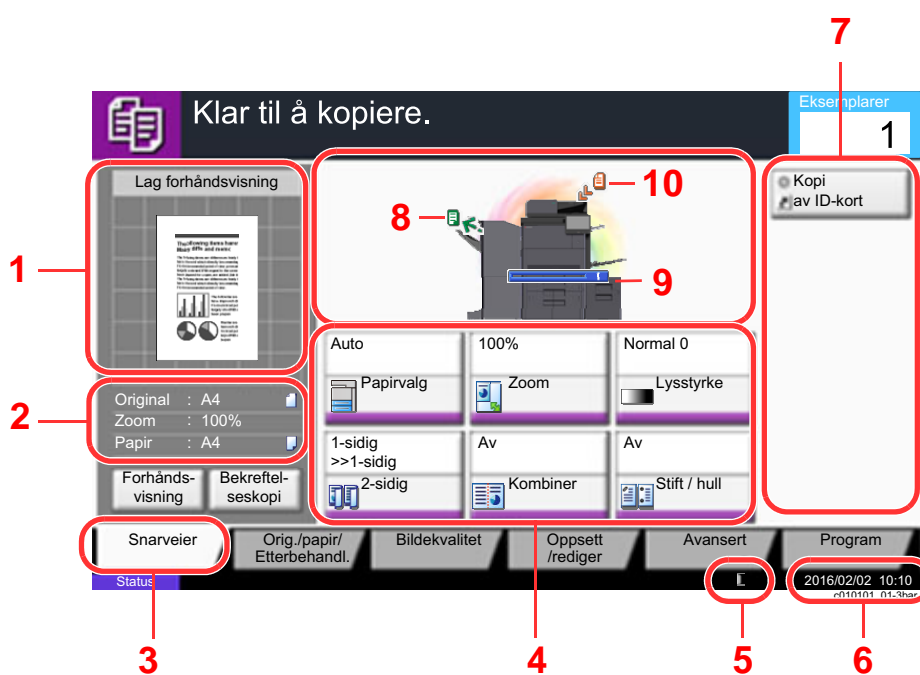 7
Klar til å kopiere.
Eksemplarer
1
Lag forhåndsvisning
10
Kopi
av ID-kort
8
1
9
Auto
100%
Normal 0
Papirvalg
Zoom
Lysstyrke
Original : A4
Zoom : 100%
Papir : A4
2
1-sidig
>>1-sidig
Av
Av
2-sidig
Kombiner
Stift / hull
Forhånds-
visning
Bekreftel-
seskopi
Snarveier
Orig./papir/
Etterbehandl.
Bildekvalitet
Oppsett
/rediger
Avansert
Program
Status
2016/02/02 10:10
c010101_01-3bar
3
4
5
6